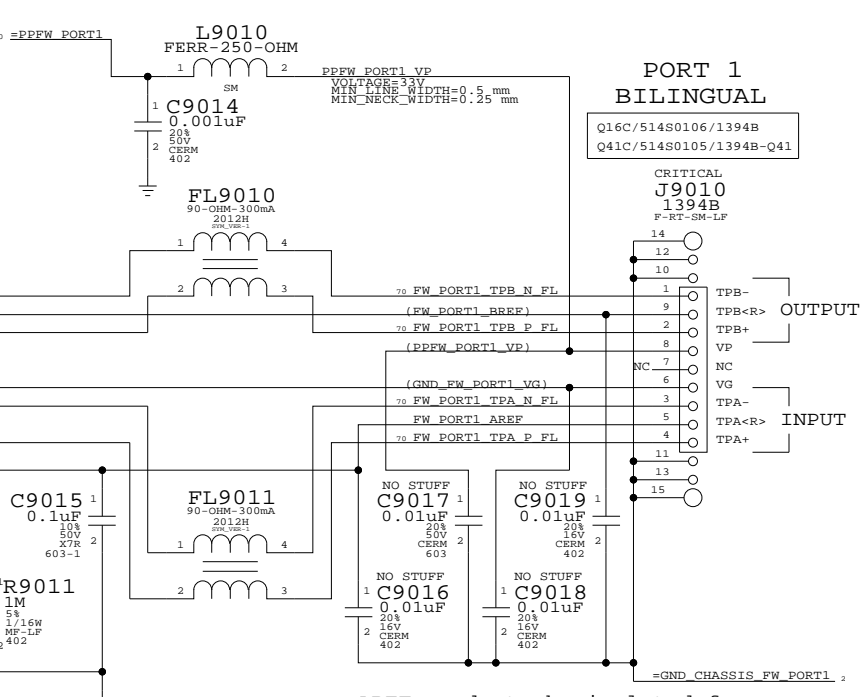 =PPFW_PORT1
L9010
FERR-250-OHM
1 2
SM
PPFW_PORT1_VP
VOLTAGE=33V
MIN_LINE_WIDTH=0.5 mm
MIN_NECK_WIDTH=0.25 mm
1 C9014
0.001uF
20%
50V
2 CERM
402
PORT 1
BILINGUAL
Q16C/514S0106/1394B
Q41C/514S0105/1394B-Q41
CRITICAL
J9010
1394B
F-RT-SM-LF
FL9010
90-OHM-300mA
2012H
SYM_VER-1
1 4
2 3
14
12
10
70 FW_PORT1_TPB_N_FL 1 TPB-
(FW_PORT1_BREF) 9 TPB<R> OUTPUT
70 FW_PORT1_TPB_P_FL 2 TPB+
(PPFW_PORT1_VP) 8 VP
NC 7 NC
(GND_FW_PORT1_VG) 6 VG
70 FW_PORT1_TPA_N_FL 3 TPA-
FW_PORT1_AREF 5 TPA<R> INPUT
70 FW_PORT1_TPA_P_FL 4 TPA+
11
13
15
C9015 1
0.1uF
10%
50V
X7R 2
603-1
FL9011
90-OHM-300mA
2012H
SYM_VER-1
1 4
2 3
NO STUFF
C9017 1
0.01uF
20%
50V
CERM 2
603
NO STUFF
C9019 1
0.01uF
20%
16V
CERM 2
402
R9011
1M
5%
1/16W
MF-LF
2 402
NO STUFF
1 C9016
0.01uF
20%
16V
2 CERM
402
NO STUFF
1 C9018
0.01uF
20%
16V
2 CERM
402
=GND_CHASSIS_FW_PORT1 2